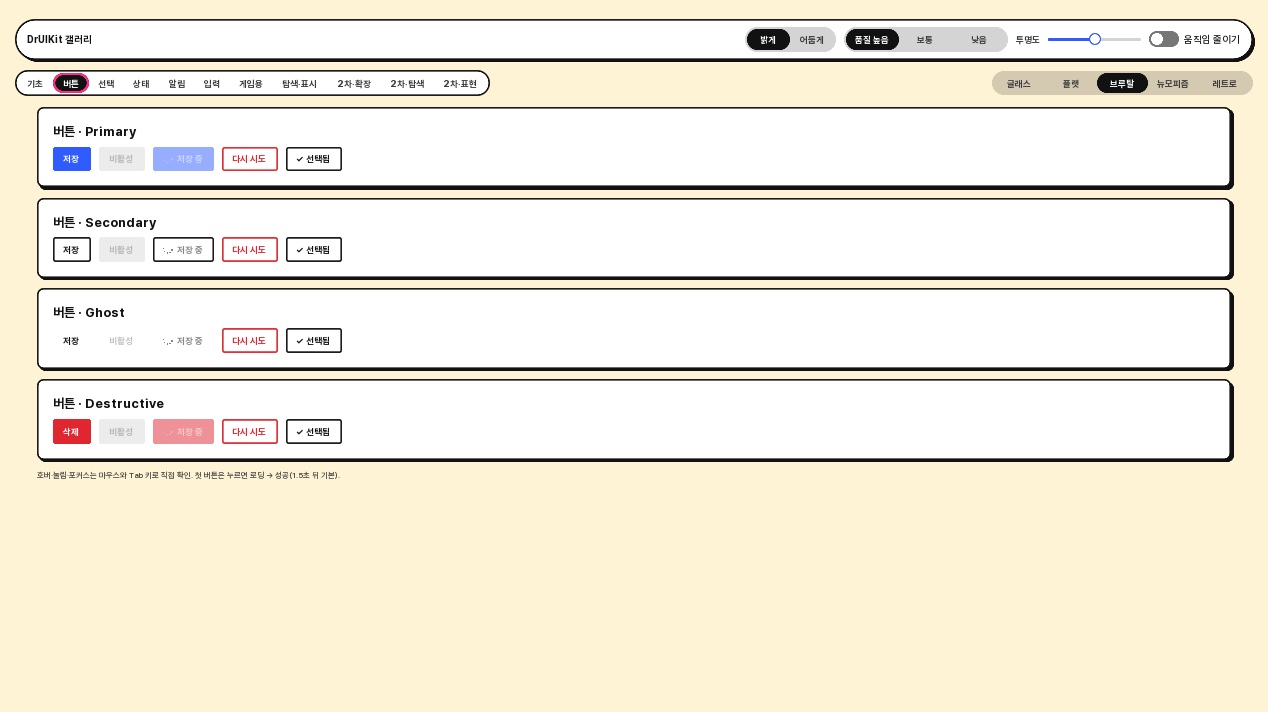 DrUIKit 갤러리 밝게 어둡게 품질 높음 보통 낮음 투명도 움직임 줄이기
기초 버튼 선택 상태 알림 입력 게임용 탐색·표시 2차·확장 2차·탐색 2차·표현 글래스 플랫 브루탈 뉴모피즘 레트로
버튼 · Primary
저장 비활성 저장 중 다시 시도 ✓ 선택됨
버튼 · Secondary
저장 비활성 저장 중 다시 시도 ✓ 선택됨
버튼 · Ghost
저장 비활성 저장 중 다시 시도 ✓ 선택됨
버튼 · Destructive
삭제 비활성 저장 중 다시 시도 ✓ 선택됨
호버·눌림·포커스는 마우스와 Tab 키로 직접 확인. 첫 버튼은 누르면 로딩 → 성공(1.5초 뒤 기본).